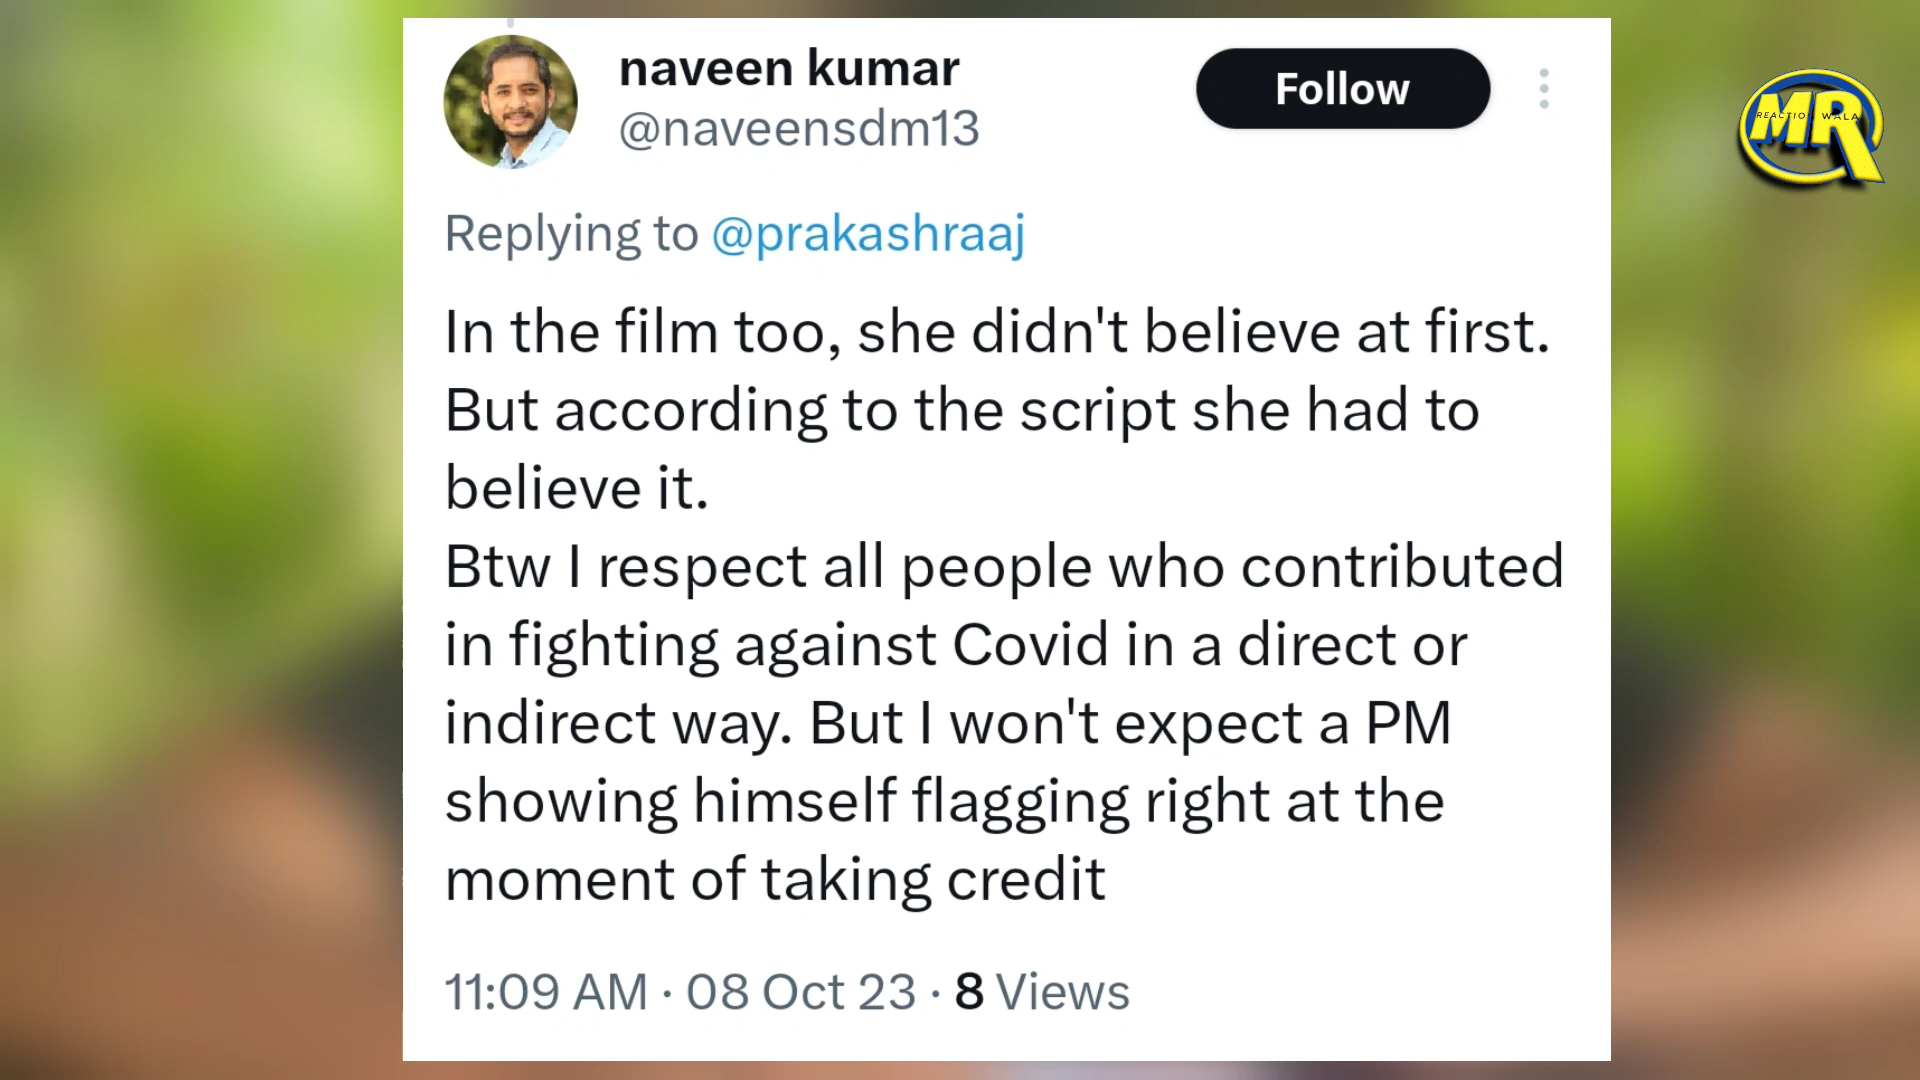 naveen kumar
@naveensdm13
Follow
MR
REACTION WALA
Replying to @prakashraaj
In the film too, she didn't believe at first.
But according to the script she had to
believe it.
Btw I respect all people who contributed
in fighting against Covid in a direct or
indirect way. But I won't expect a PM
showing himself flagging right at the
moment of taking credit
11:09 AM · 08 Oct 23 · 8 Views